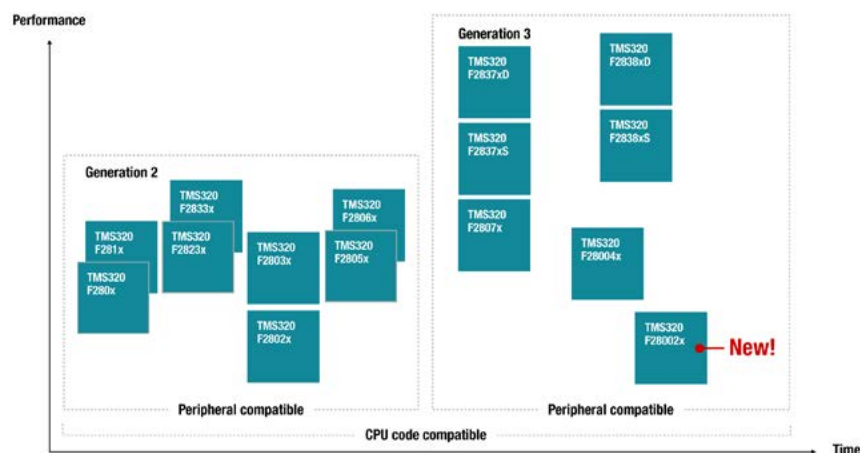 Performance
Generation 2
TMS320
F2833x
TMS320
F2806x
TMS320
F281x
TMS320
F2823x
TMS320
F2803x
TMS320
F2805x
TMS320
F280x
TMS320
F2802x
Peripheral compatible
Generation 3
TMS320
F2837xD
TMS320
F2838xD
TMS320
F2837xS
TMS320
F2838xS
TMS320
F2807x
TMS320
F28004x
TMS320
F28002x
New!
Peripheral compatible
CPU code compatible
Time